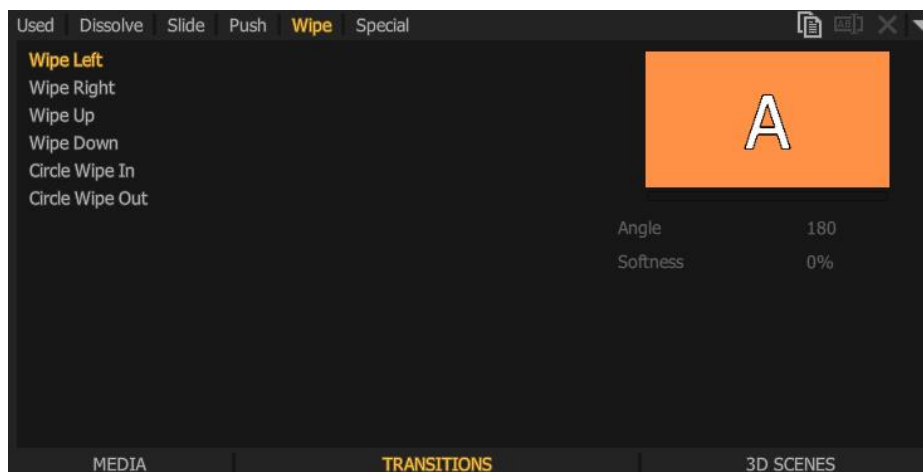 Used Dissolve Slide Push Wipe Special
Wipe Left
Wipe Right
Wipe Up
Wipe Down
Circle Wipe In
Circle Wipe Out
A
Angle 180
Softness 0%
MEDIA TRANSITIONS 3D SCENES